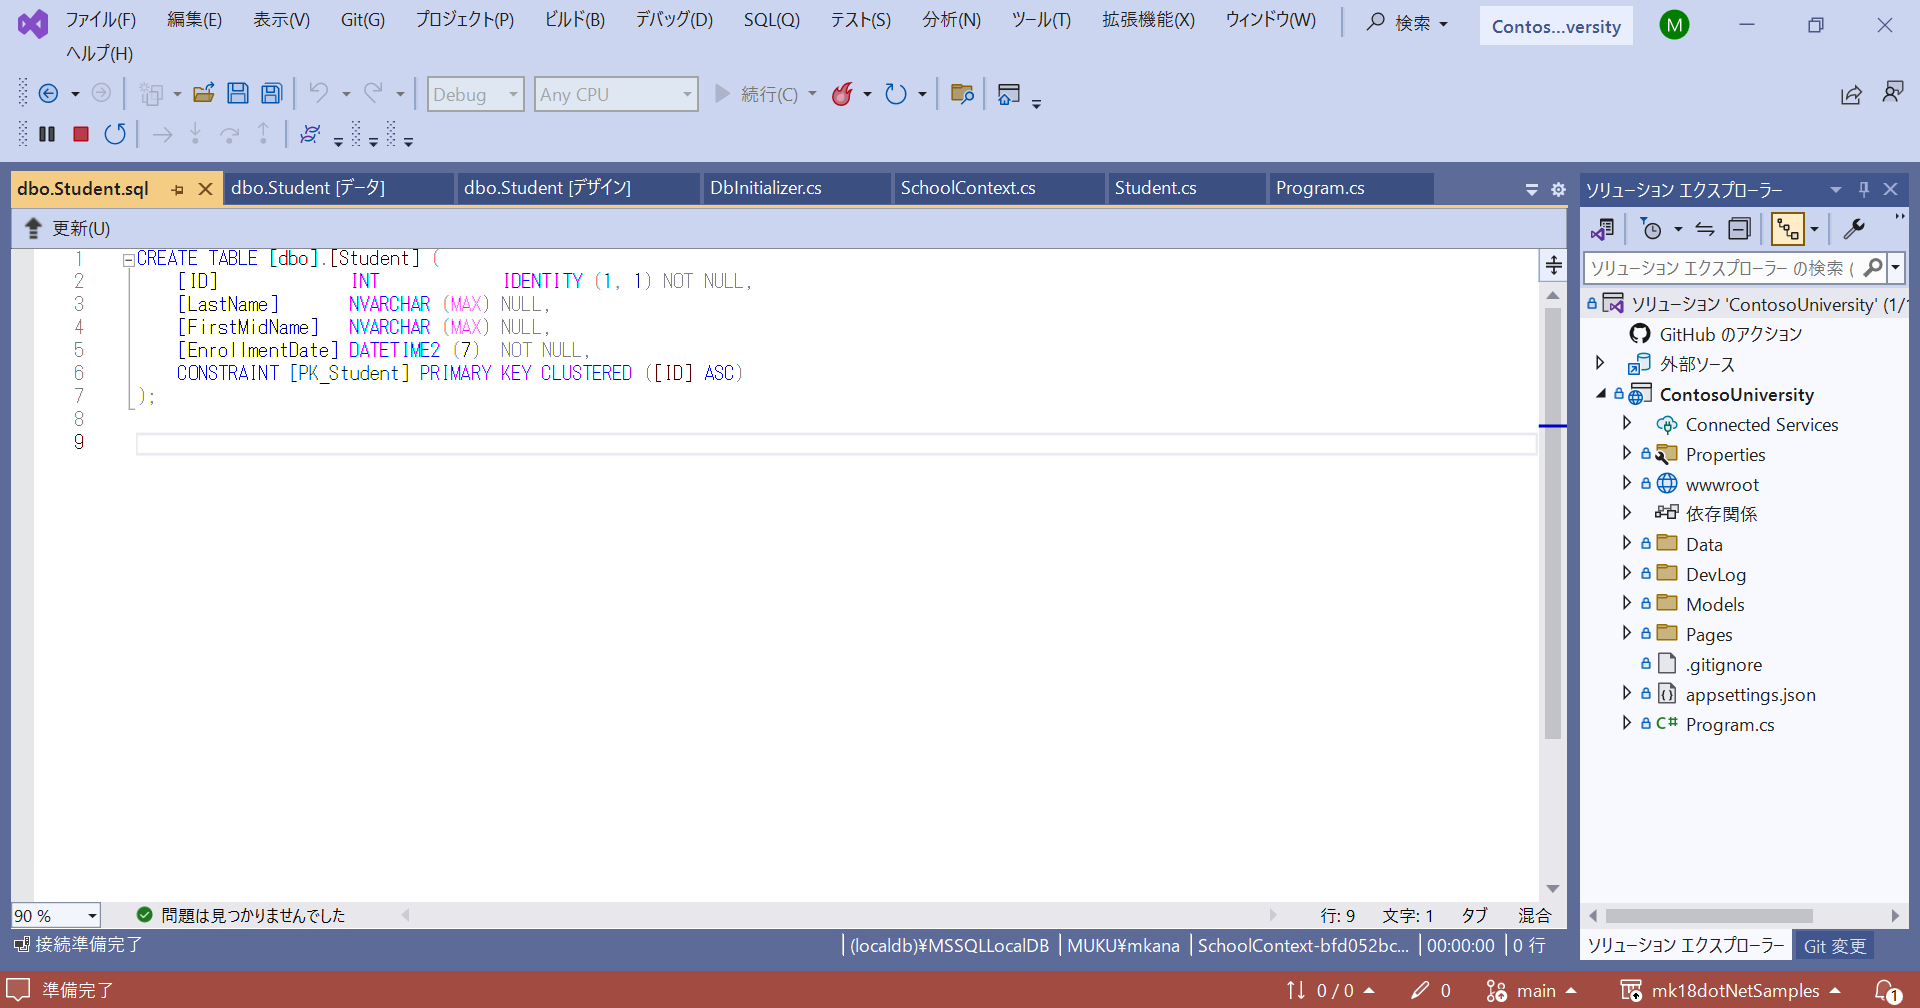 ファイル(F) 編集(E) 表示(V) Git(G) プロジェクト(P) ビルド(B) デバッグ(D) SQL(Q) テスト(S) 分析(N) ツール(T) 拡張機能(X) ウィンドウ(W) 検索 Contos...versity M
ヘルプ(H)
Debug Any CPU 続行(C)
dbo.Student.sql dbo.Student [データ] dbo.Student [デザイン] DbInitializer.cs SchoolContext.cs Student.cs Program.cs
更新(U)
1 CREATE TABLE [dbo].[Student] (
2 [ID] INT IDENTITY (1, 1) NOT NULL,
3 [LastName] NVARCHAR (MAX) NULL,
4 [FirstMidName] NVARCHAR (MAX) NULL,
5 [EnrollmentDate] DATETIME2 (7) NOT NULL,
6 CONSTRAINT [PK_Student] PRIMARY KEY CLUSTERED ([ID] ASC)
7 );
8
9
90 % 問題は見つかりませんでした 行: 9 文字: 1 タブ 混合
接続準備完了 (localdb)¥MSSQLLocalDB MUKU¥mkana SchoolContext-bfd052bc... 00:00:00 0 行
ソリューション エクスプローラー
ソリューション エクスプローラー の検索 (
ソリューション 'ContosoUniversity' (1/
GitHub のアクション
外部ソース
ContosoUniversity
Connected Services
Properties
wwwroot
依存関係
Data
DevLog
Models
Pages
.gitignore
appsettings.json
C# Program.cs
ソリューション エクスプローラー Git 変更
準備完了 0 / 0 0 main mk18dotNetSamples 1